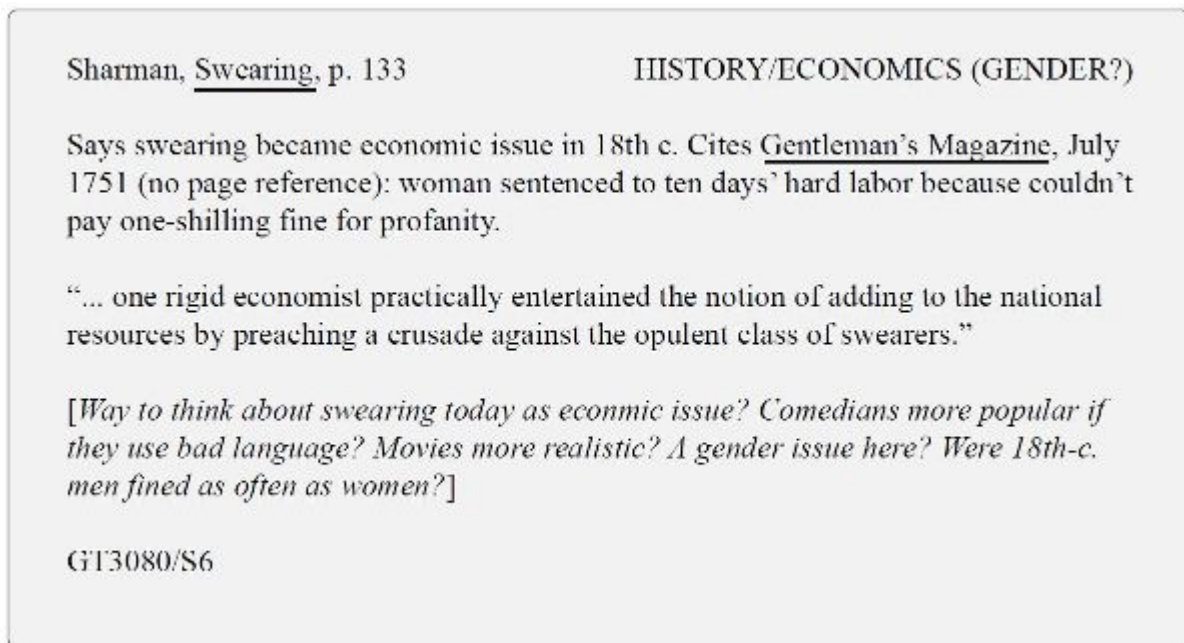 Sharman, Swearing, p. 133 HISTORY/ECONOMICS (GENDER?)
Says swearing became economic issue in 18th c. Cites Gentleman’s Magazine, July
1751 (no page reference): woman sentenced to ten days’ hard labor because couldn’t
pay one-shilling fine for profanity.
“... one rigid economist practically entertained the notion of adding to the national
resources by preaching a crusade against the opulent class of swearers.”
[Way to think about swearing today as econmic issue? Comedians more popular if
they use bad language? Movies more realistic? A gender issue here? Were 18th-c.
men fined as often as women?]
GT3080/S6